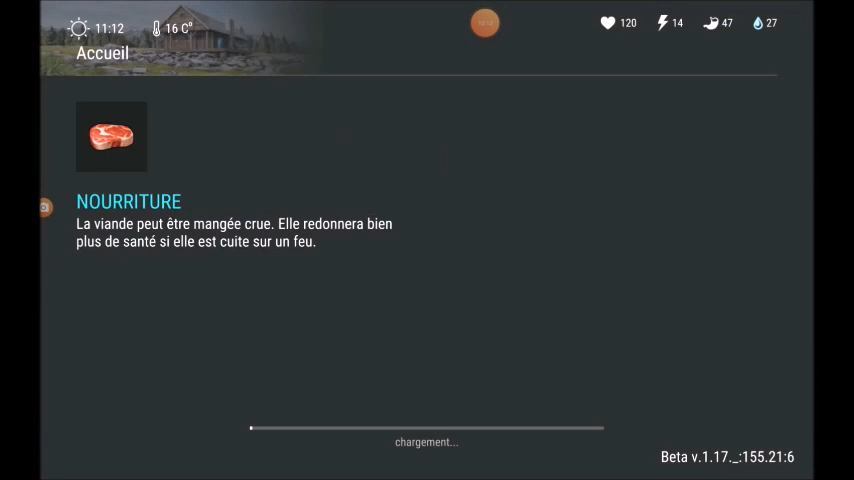 11:12 16 C° 120 14 47 27
Accueil
NOURRITURE
La viande peut être mangée crue. Elle redonnera bien
plus de santé si elle est cuite sur un feu.
chargement...
Beta v.1.17._:155.21:6